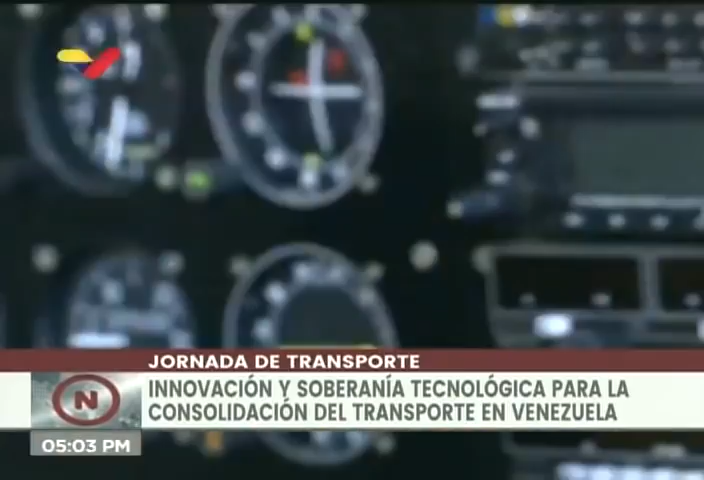 JORNADA DE TRANSPORTE
INNOVACIÓN Y SOBERANÍA TECNOLÓGICA PARA LA
CONSOLIDACIÓN DEL TRANSPORTE EN VENEZUELA
N
05:03 PM